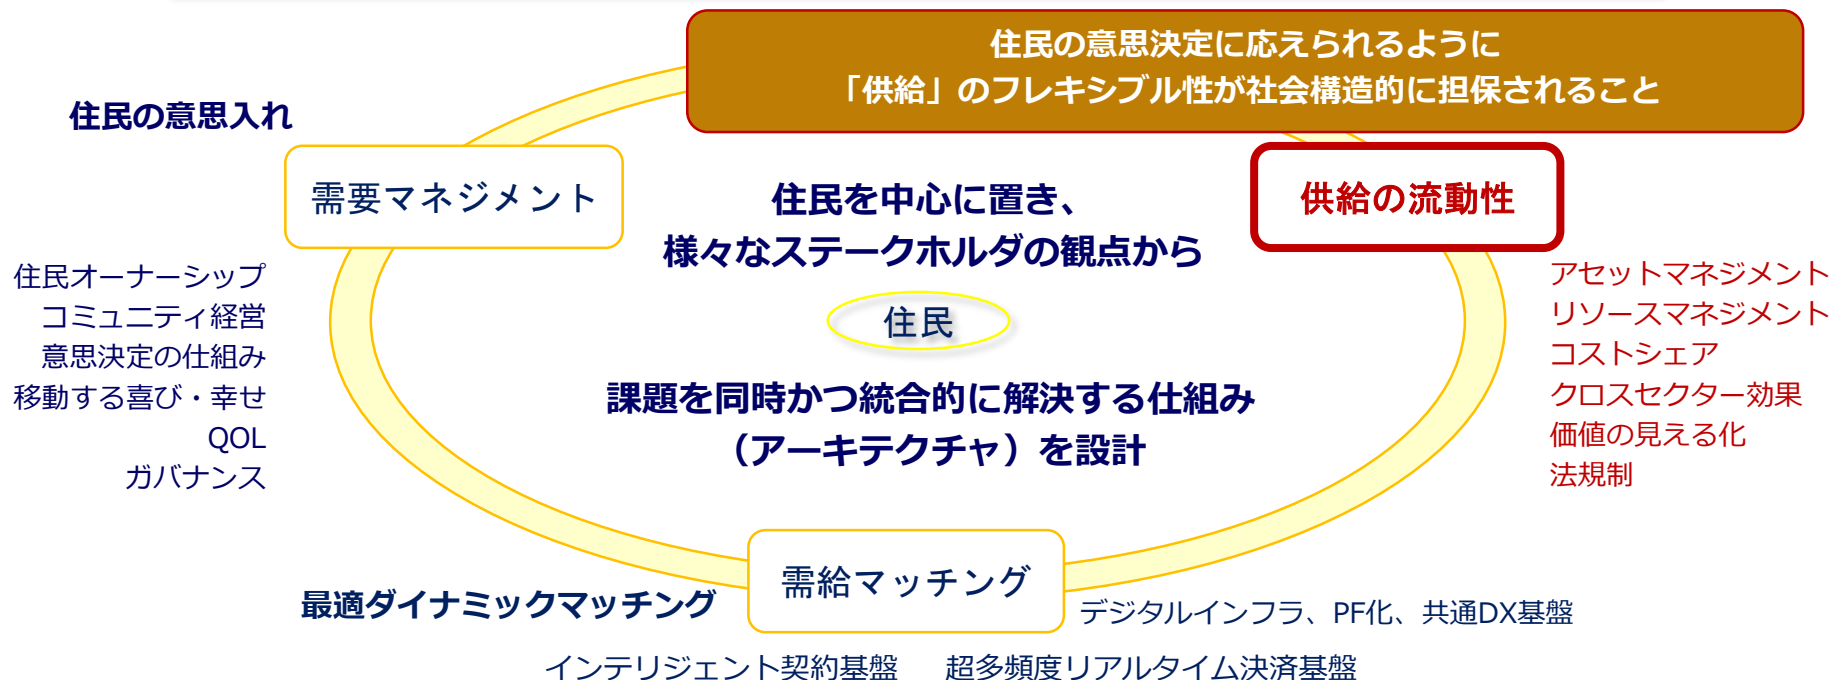 住民の意思決定に応えられるように
「供給」のフレキシブル性が社会構造的に担保されること
住民の意思入れ
需要マネジメント
住民を中心に置き、
様々なステークホルダの観点から
供給の流動性
住民オーナーシップ
コミュニティ経営
意思決定の仕組み
移動する喜び・幸せ
QOL
ガバナンス
住民
課題を同時かつ統合的に解決する仕組み
（アーキテクチャ）を設計
アセットマネジメント
リソースマネジメント
コストシェア
クロスセクター効果
価値の見える化
法規制
需給マッチング
最適ダイナミックマッチング
デジタルインフラ、PF化、共通DX基盤
インテリジェント契約基盤
超多頻度リアルタイム決済基盤